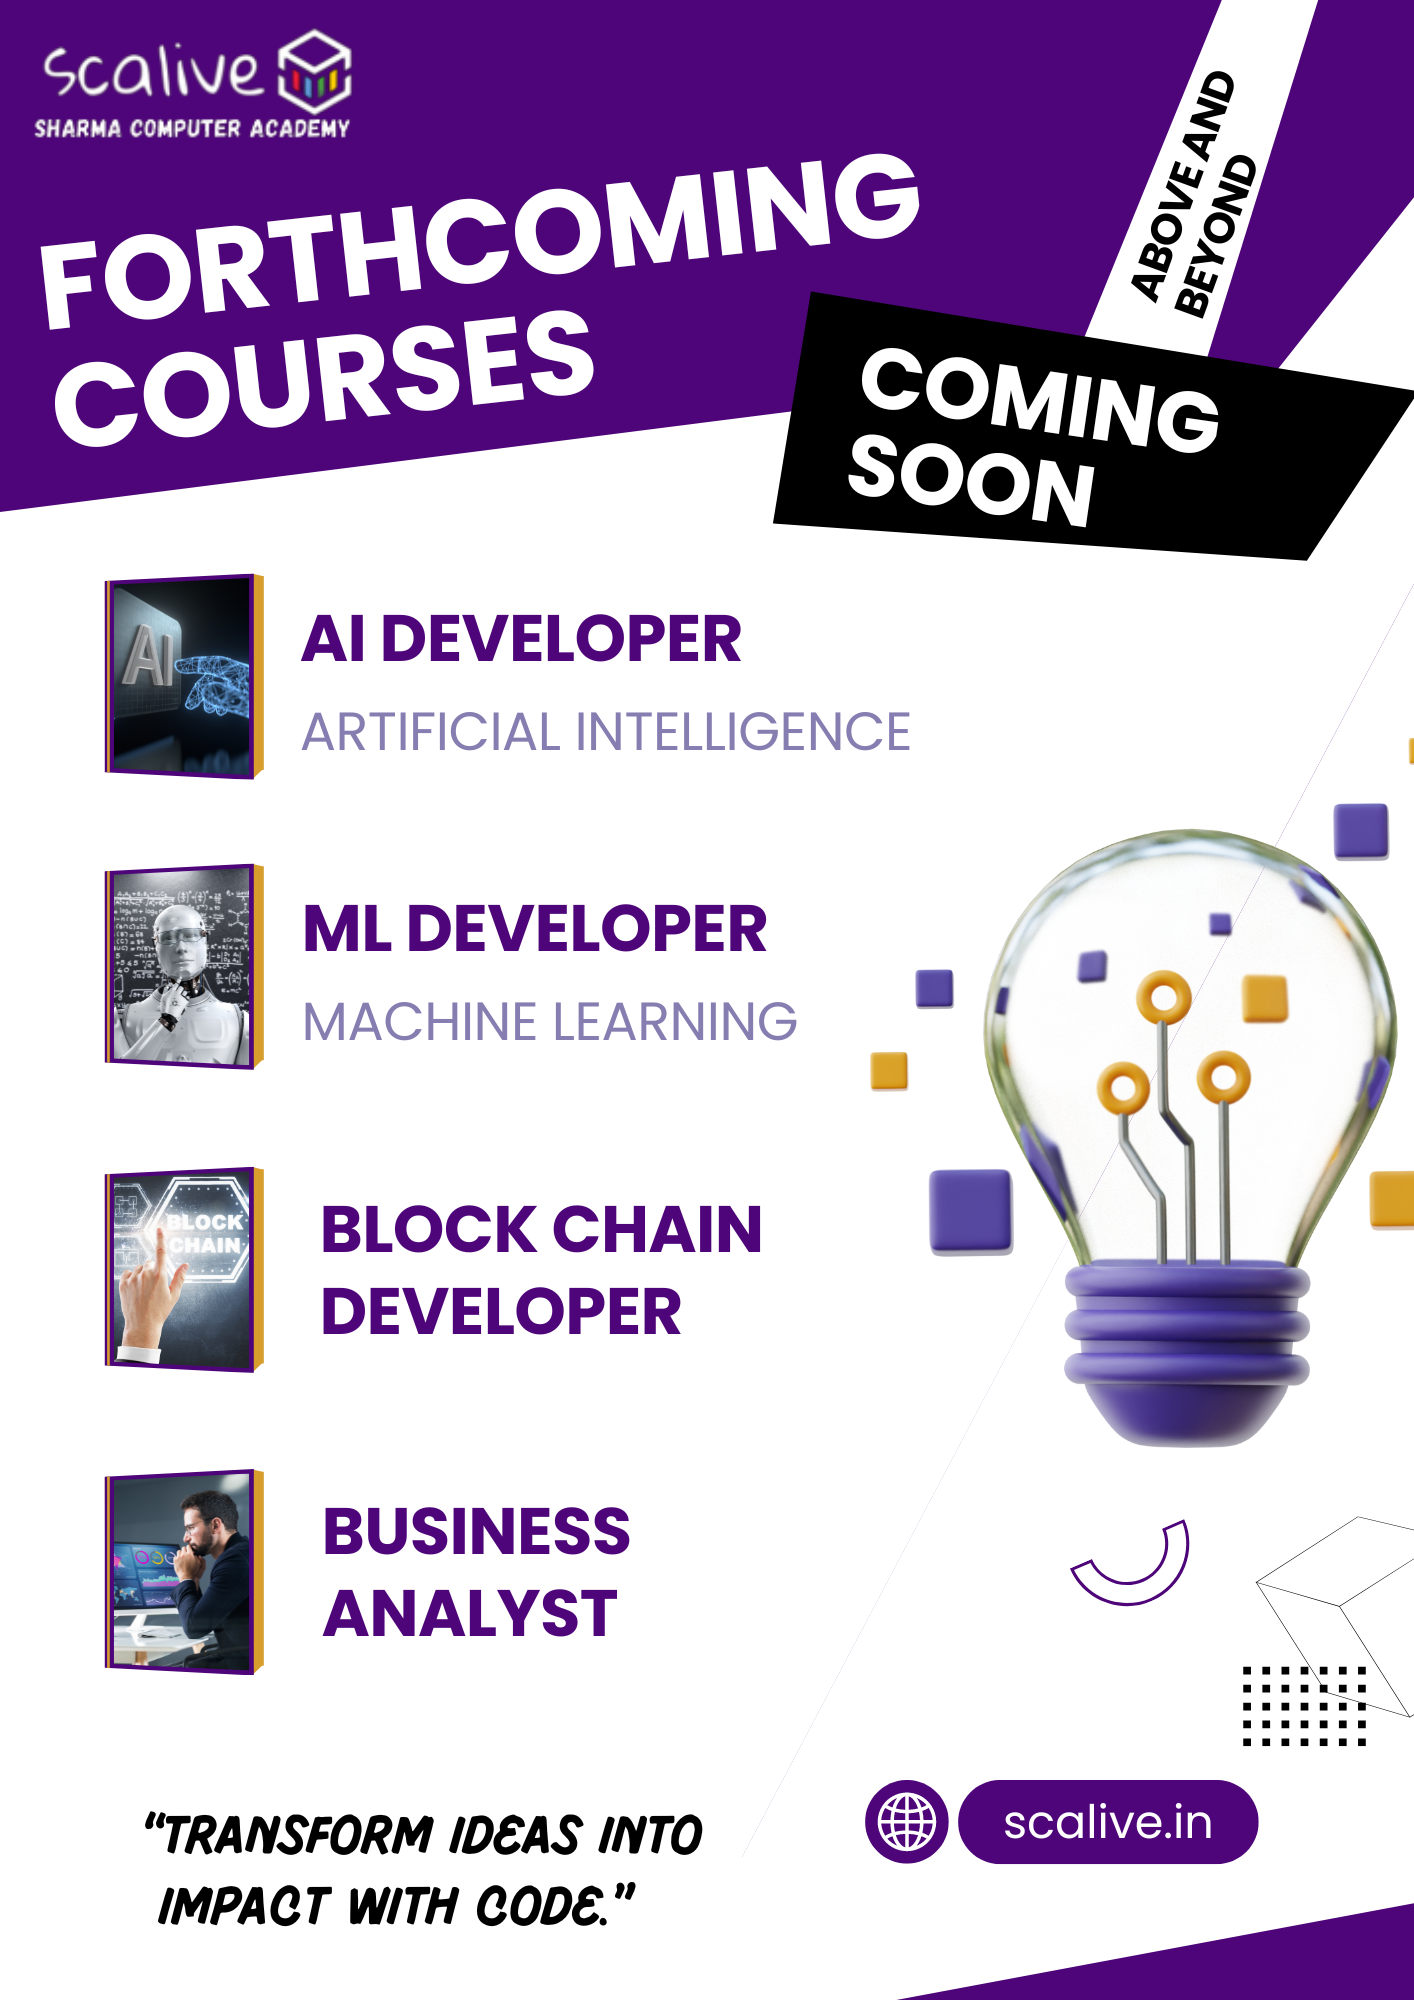 scalive
SHARMA COMPUTER ACADEMY
ABOVE AND
BEYOND
FORTHCOMING
COURSES
COMING
SOON
AI
AI DEVELOPER
ARTIFICIAL INTELLIGENCE
ML DEVELOPER
MACHINE LEARNING
BLOCK
CHAIN
BLOCK CHAIN
DEVELOPER
BUSINESS
ANALYST
“TRANSFORM IDEAS INTO
IMPACT WITH CODE.”
scalive.in